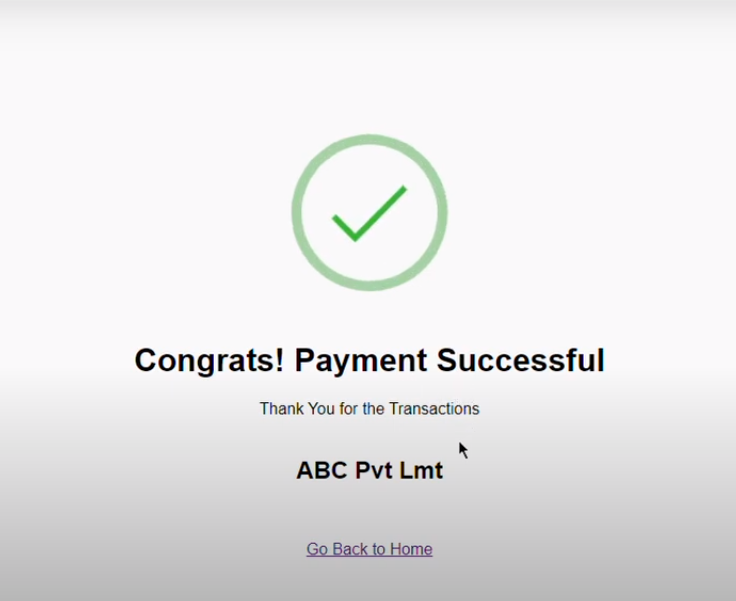 Congrats! Payment Successful
Thank You for the Transactions
ABC Pvt Lmt
Go Back to Home